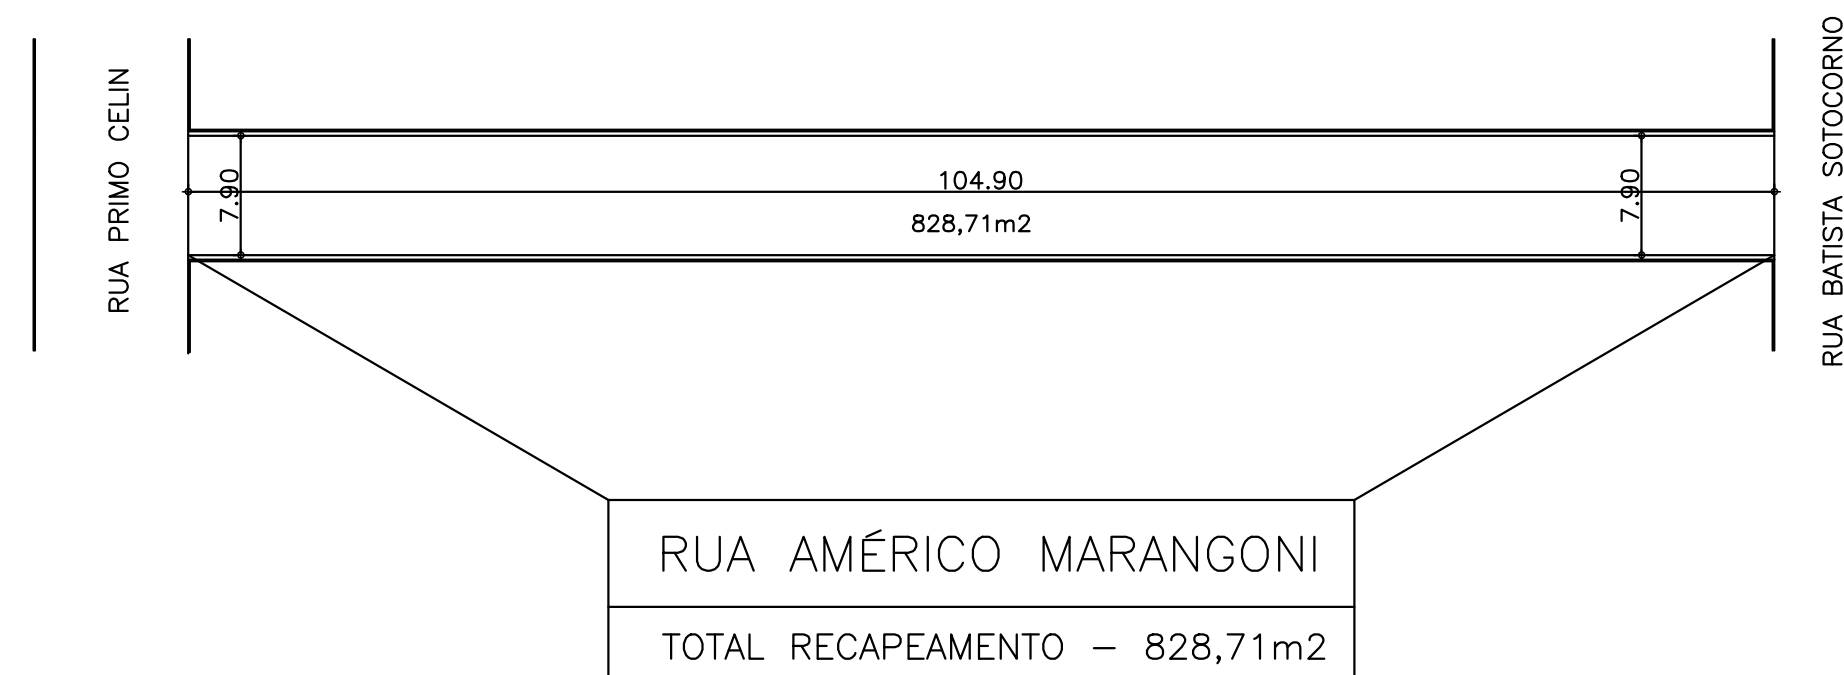 RUA PRIMO CELIN
7.90
104.90
828,71m2
7.90
RUA BATISTA SOTOCORNO
RUA AMÉRICO MARANGONI
TOTAL RECAPEAMENTO - 828,71m2